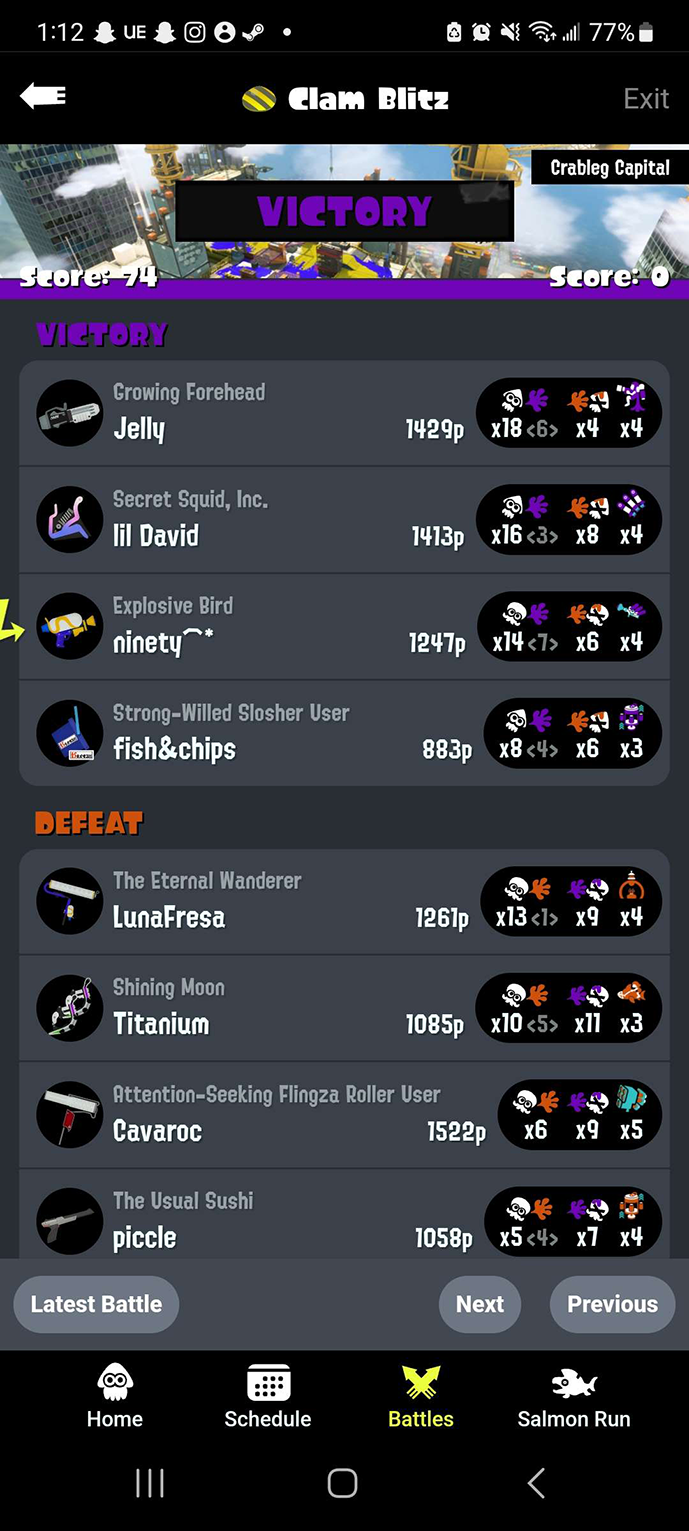 1:12 UE 77%
Clam Blitz Exit
Crableg Capital
VICTORY
Score: 74 Score: 0
VICTORY
Growing Forehead
Jelly 1429p x18 <6> x4 x4
Secret Squid, Inc.
lil David 1413p x16 <3> x8 x4
Explosive Bird
ninety⌒* 1247p x14 <7> x6 x4
Strong-Willed Slosher User
fish&chips 883p x8 <4> x6 x3
DEFEAT
The Eternal Wanderer
LunaFresa 1261p x13 <1> x9 x4
Shining Moon
Titanium 1085p x10 <5> x11 x3
Attention-Seeking Flingza Roller User
Cavaroc 1522p x6 x9 x5
The Usual Sushi
piccle 1058p x5 <4> x7 x4
Latest Battle Next Previous
Home Schedule Battles Salmon Run